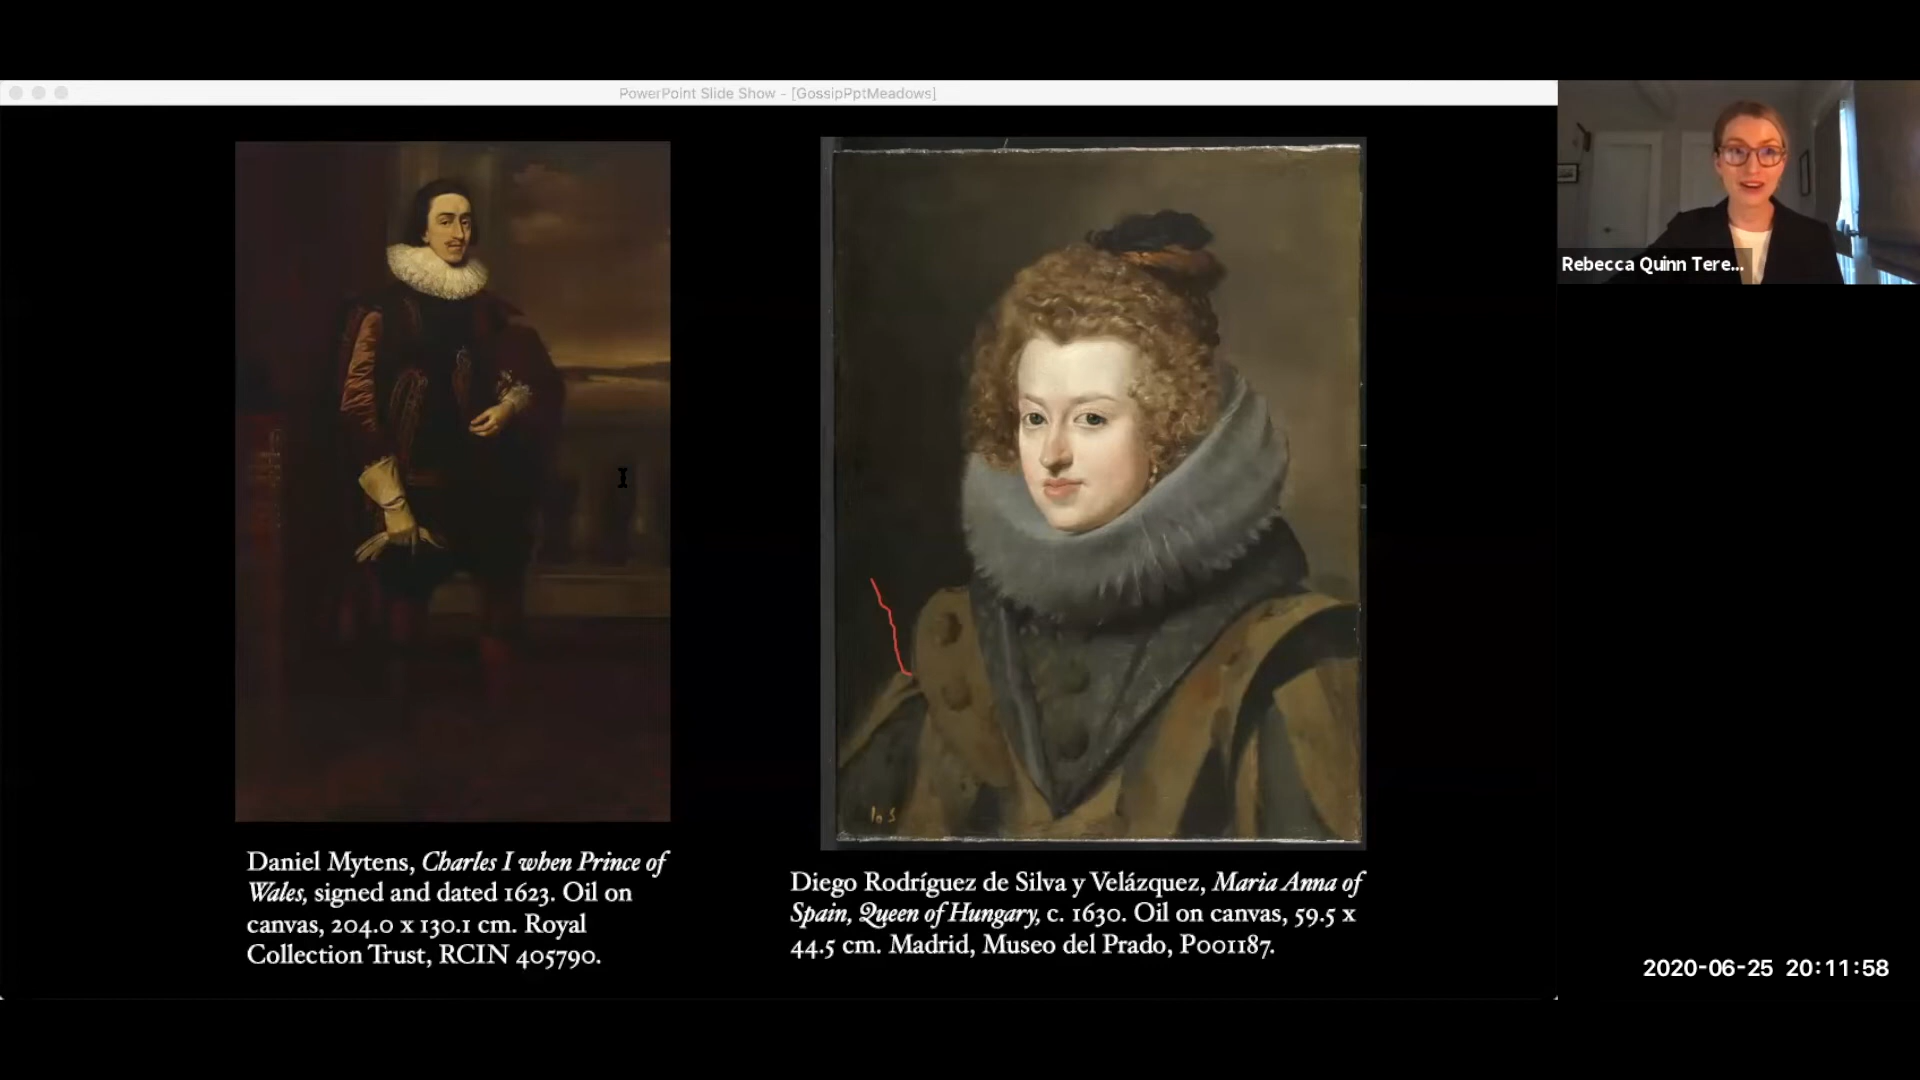 PowerPoint Slide Show - [GossipPptMeadows]
Rebecca Quinn Tere...
Daniel Mytens, Charles I when Prince of
Wales, signed and dated 1623. Oil on
canvas, 204.0 x 130.1 cm. Royal
Collection Trust, RCIN 405790.
Diego Rodríguez de Silva y Velázquez, Maria Anna of
Spain, Queen of Hungary, c. 1630. Oil on canvas, 59.5 x
44.5 cm. Madrid, Museo del Prado, P001187.
2020-06-25 20:11:58